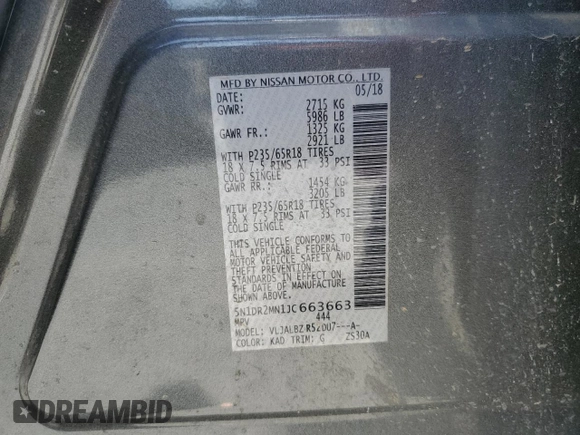 MFD BY NISSAN MOTOR CO., LTD.
DATE: 05/18
GVWR: 2715 KG
5986 LB
GAWR FR.: 1325 KG
2921 LB
WITH P235/65R18 TIRES
18 X 7.5 RIMS AT 33 PSI
COLD SINGLE
GAWR RR.: 1454 KG
3205 LB
WITH P235/65R18 TIRES
18 X 7.5 RIMS AT 33 PSI
COLD SINGLE
THIS VEHICLE CONFORMS TO
ALL APPLICABLE FEDERAL
MOTOR VEHICLE SAFETY AND
THEFT PREVENTION
STANDARDS IN EFFECT ON
THE DATE OF MANUFACTURE
SHOWN ABOVE.
5N1DR2MN1JC663663
MPV 444
MODEL: VLJALBZ R52007---A-
COLOR: KAD TRIM: G ZS30A
DREAMBID